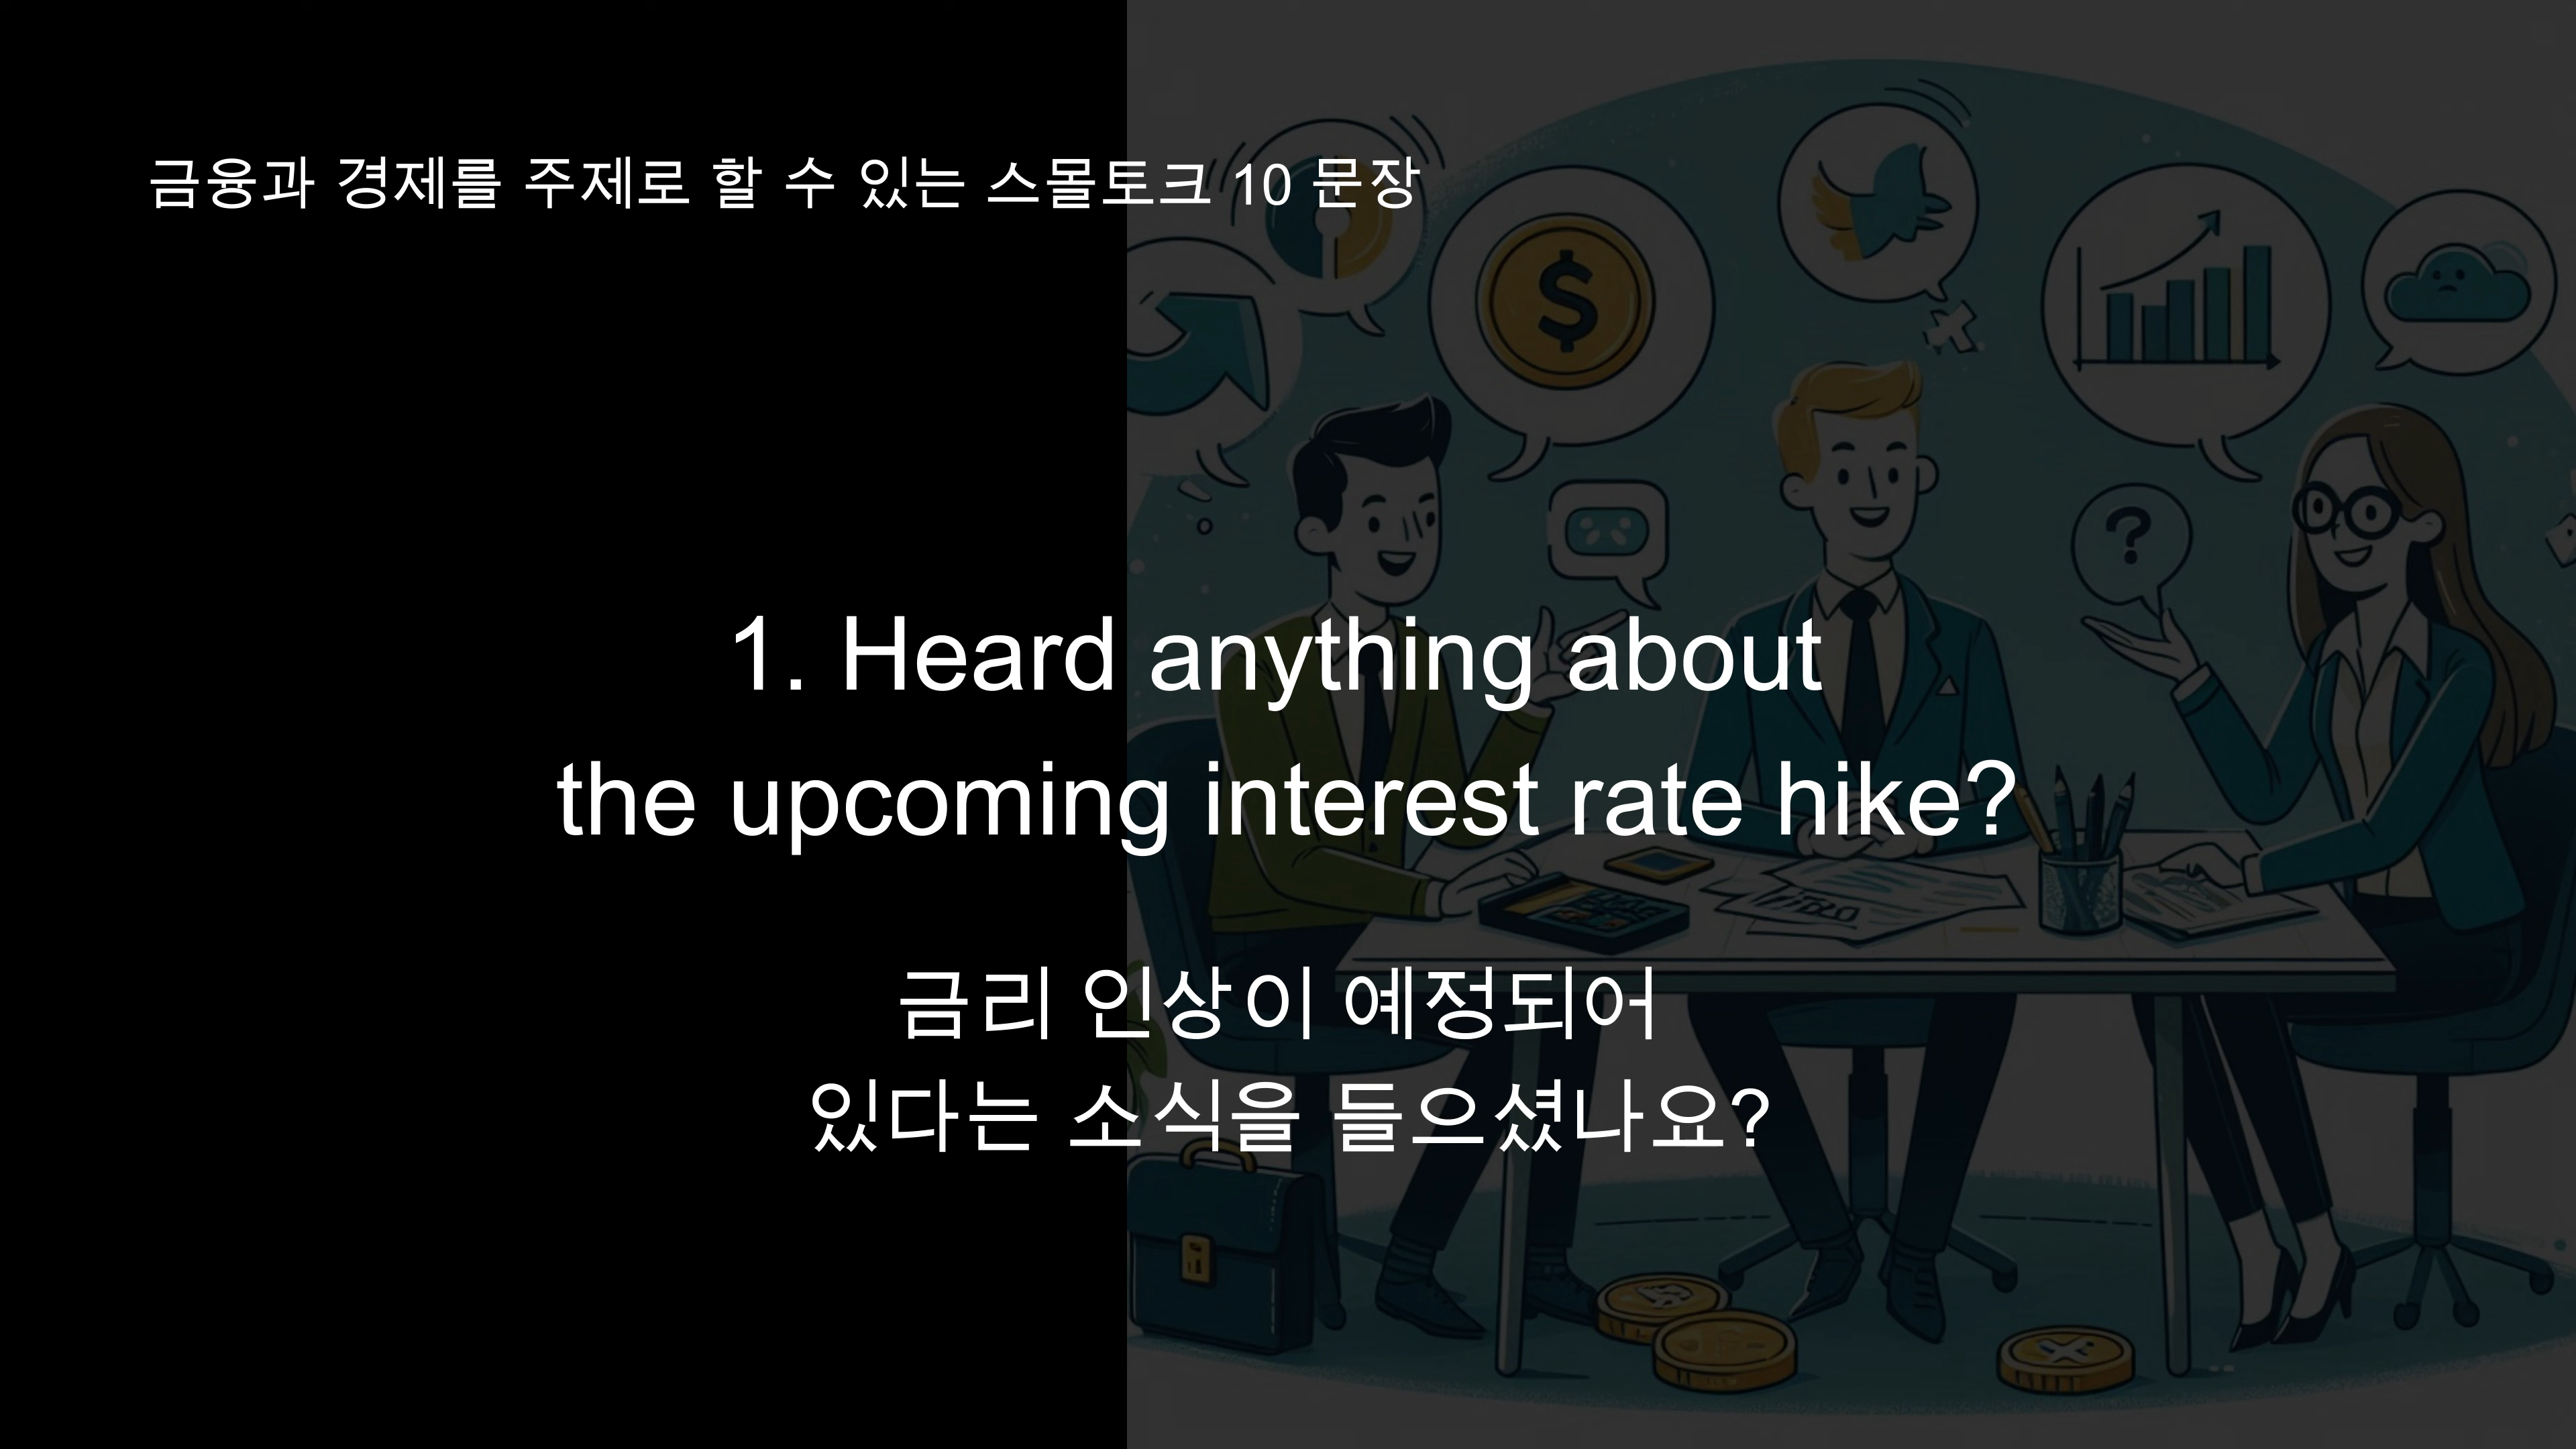 금융과 경제를 주제로 할 수 있는 스몰토크 10 문장
$
?
1. Heard anything about
the upcoming interest rate hike?
금리 인상이 예정되어
있다는 소식을 들으셨나요?